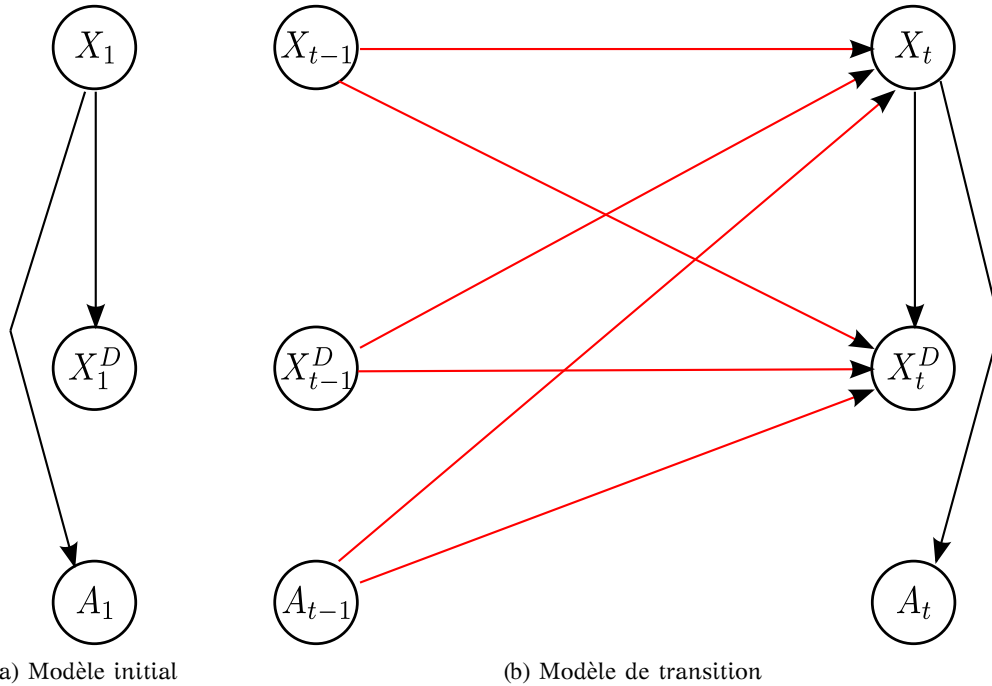 X_1 X_{t-1} X_t
X_1^D X_{t-1}^D X_t^D
A_1 A_{t-1} A_t
a) Modèle initial
(b) Modèle de transition